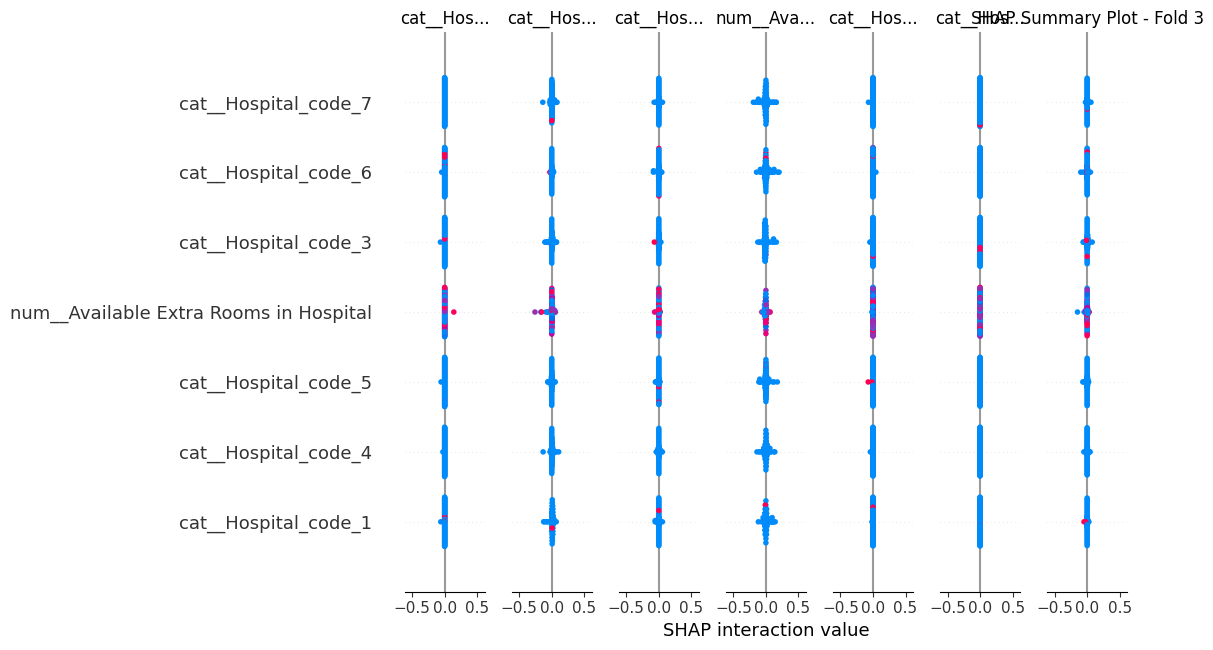 cat__Hos... cat__Hos... cat__Hos... num__Ava... cat__Hos... cat__Hos... SHAP Summary Plot - Fold 3
cat__Hospital_code_7
cat__Hospital_code_6
cat__Hospital_code_3
num__Available Extra Rooms in Hospital
cat__Hospital_code_5
cat__Hospital_code_4
cat__Hospital_code_1
−0.5 0.0 0.5 −0.5 0.0 0.5 −0.5 0.0 0.5 −0.5 0.0 0.5 −0.5 0.0 0.5 −0.5 0.0 0.5 −0.5 0.0 0.5
SHAP interaction value